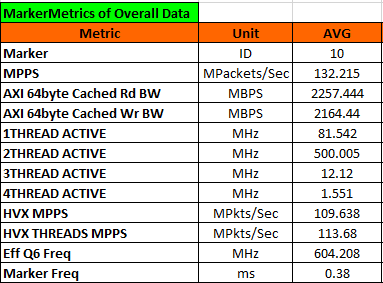 MarkerMetrics of Overall Data
Metric Unit AVG
Marker ID 10
MPPS MPackets/Sec 132.215
AXI 64byte Cached Rd BW MBPS 2257.444
AXI 64byte Cached Wr BW MBPS 2164.44
1THREAD ACTIVE MHz 81.542
2THREAD ACTIVE MHz 500.005
3THREAD ACTIVE MHz 12.12
4THREAD ACTIVE MHz 1.551
HVX MPPS MPkts/Sec 109.638
HVX THREADS MPPS MPkts/Sec 113.68
Eff Q6 Freq MHz 604.208
Marker Freq ms 0.38